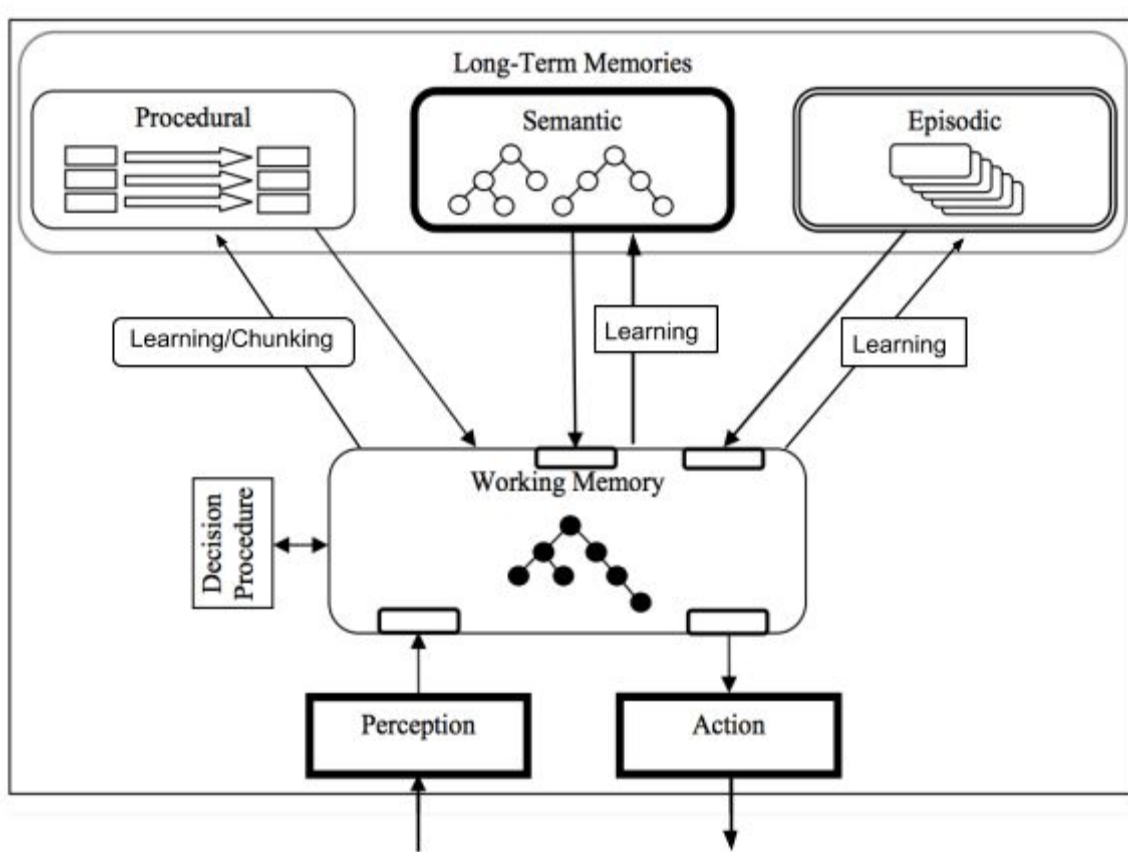 Long-Term Memories
Procedural
Semantic
Episodic
Learning/Chunking
Learning
Learning
Working Memory
Decision
Procedure
Perception
Action